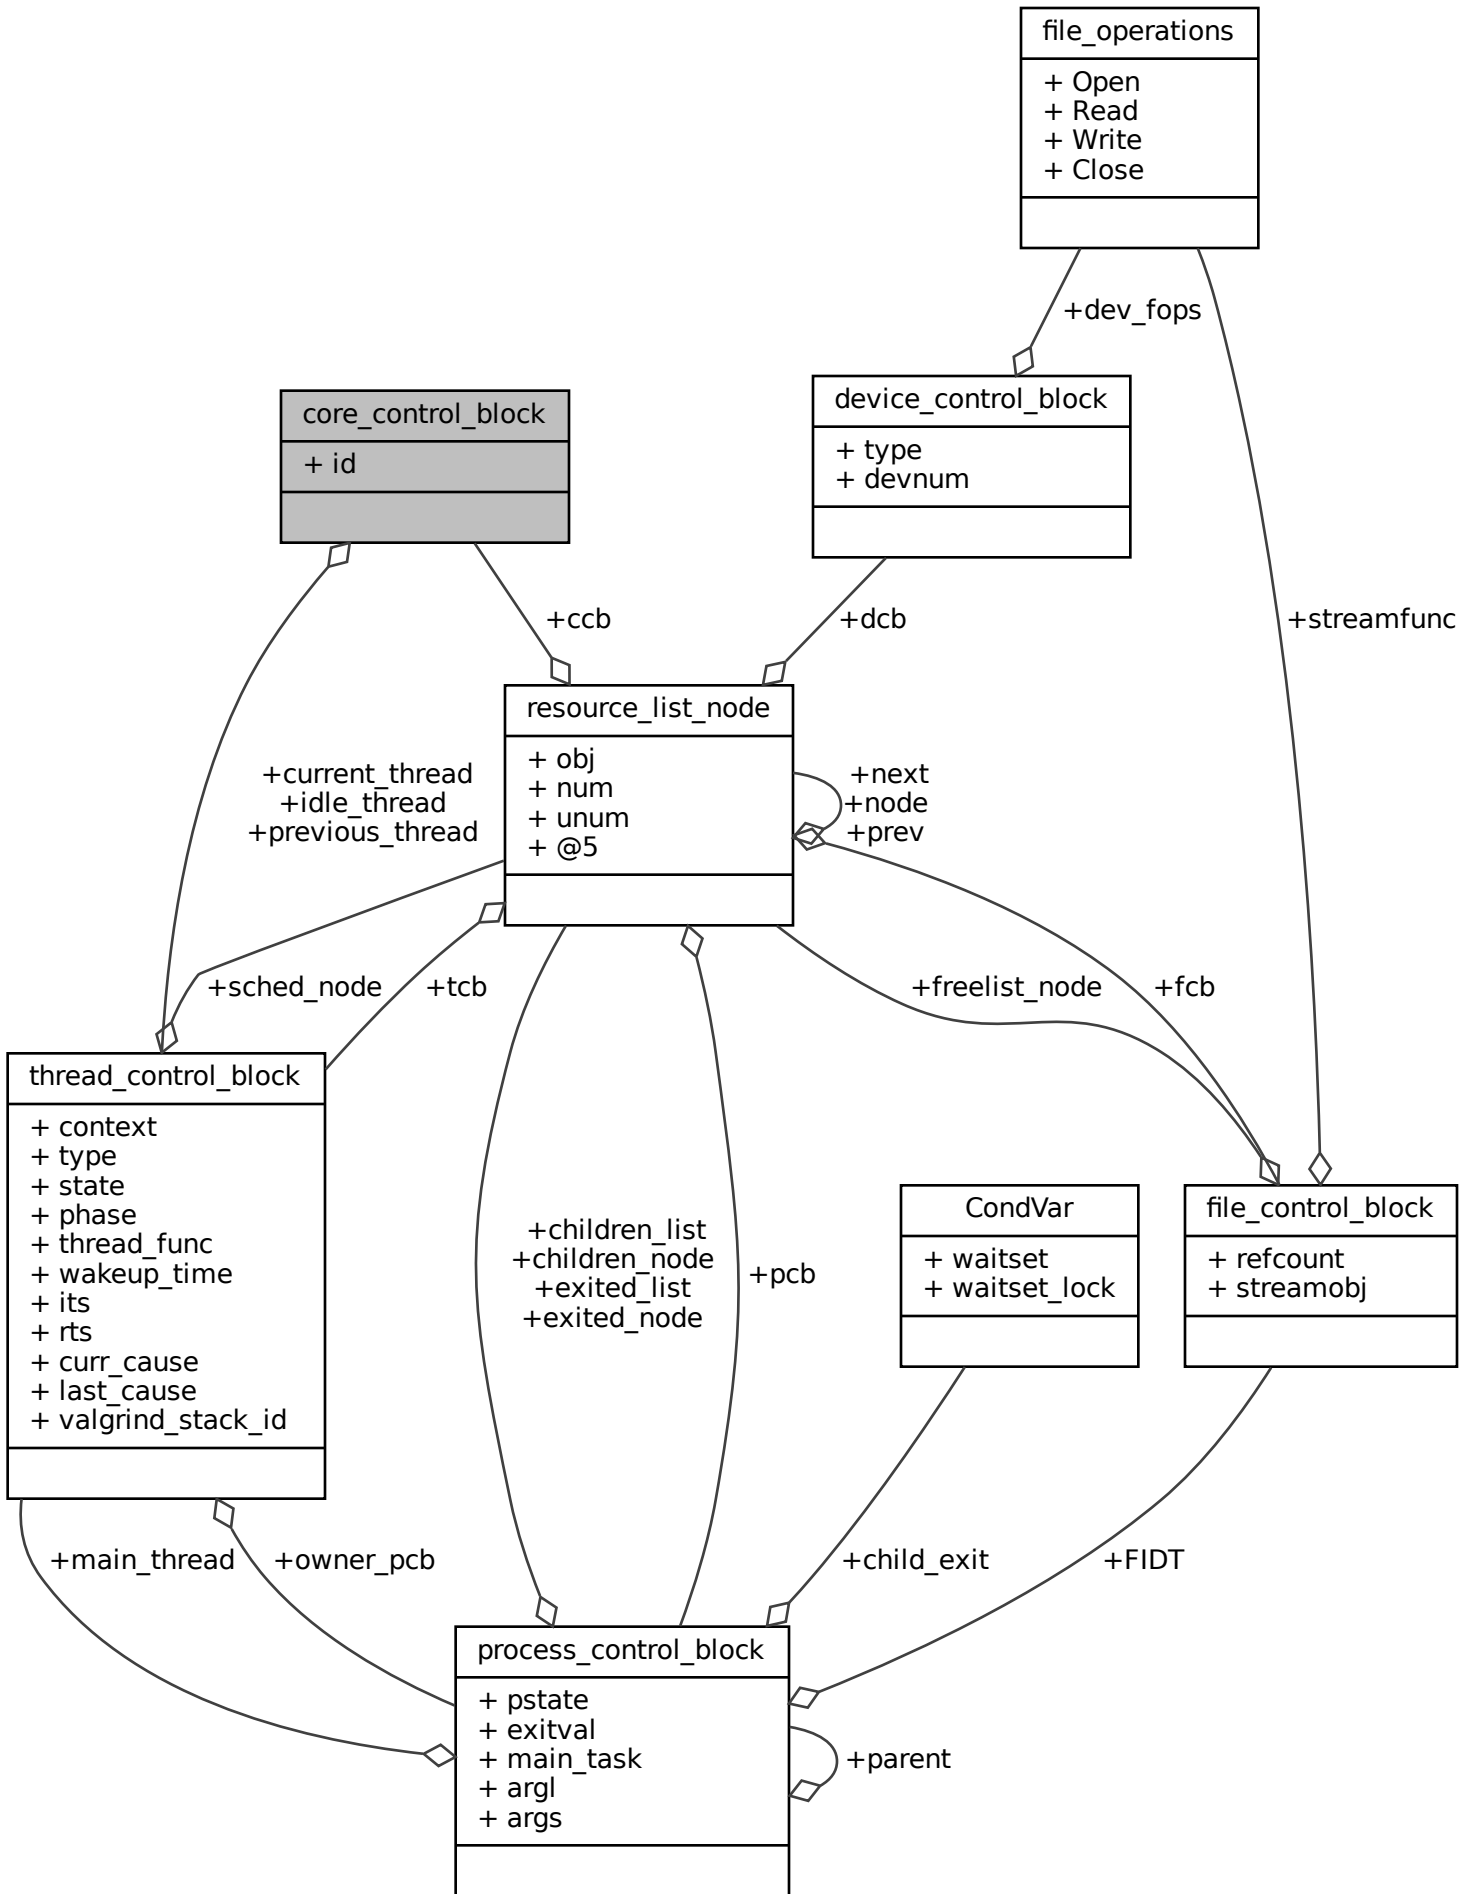 file_operations
+ Open
+ Read
+ Write
+ Close
+dev_fops
core_control_block
+ id
device_control_block
+ type
+ devnum
+ccb
+dcb
+streamfunc
resource_list_node
+ obj
+ num
+ unum
+ @5
+next
+node
+prev
+current_thread
+idle_thread
+previous_thread
+sched_node
+tcb
+freelist_node
+fcb
thread_control_block
+ context
+ type
+ state
+ phase
+ thread_func
+ wakeup_time
+ its
+ rts
+ curr_cause
+ last_cause
+ valgrind_stack_id
+children_list
+children_node
+exited_list
+exited_node
+pcb
CondVar
+ waitset
+ waitset_lock
file_control_block
+ refcount
+ streamobj
+main_thread
+owner_pcb
+child_exit
+FIDT
process_control_block
+ pstate
+ exitval
+ main_task
+ argl
+ args
+parent